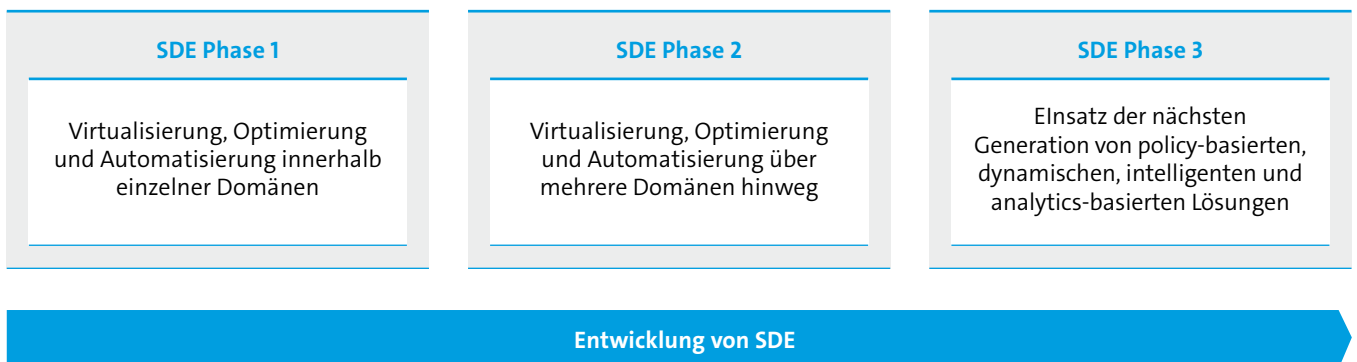 SDE Phase 1
Virtualisierung, Optimierung
und Automatisierung innerhalb
einzelner Domänen
SDE Phase 2
Virtualisierung, Optimierung
und Automatisierung über
mehrere Domänen hinweg
SDE Phase 3
EInsatz der nächsten
Generation von policy-basierten,
dynamischen, intelligenten und
analytics-basierten Lösungen
Entwicklung von SDE